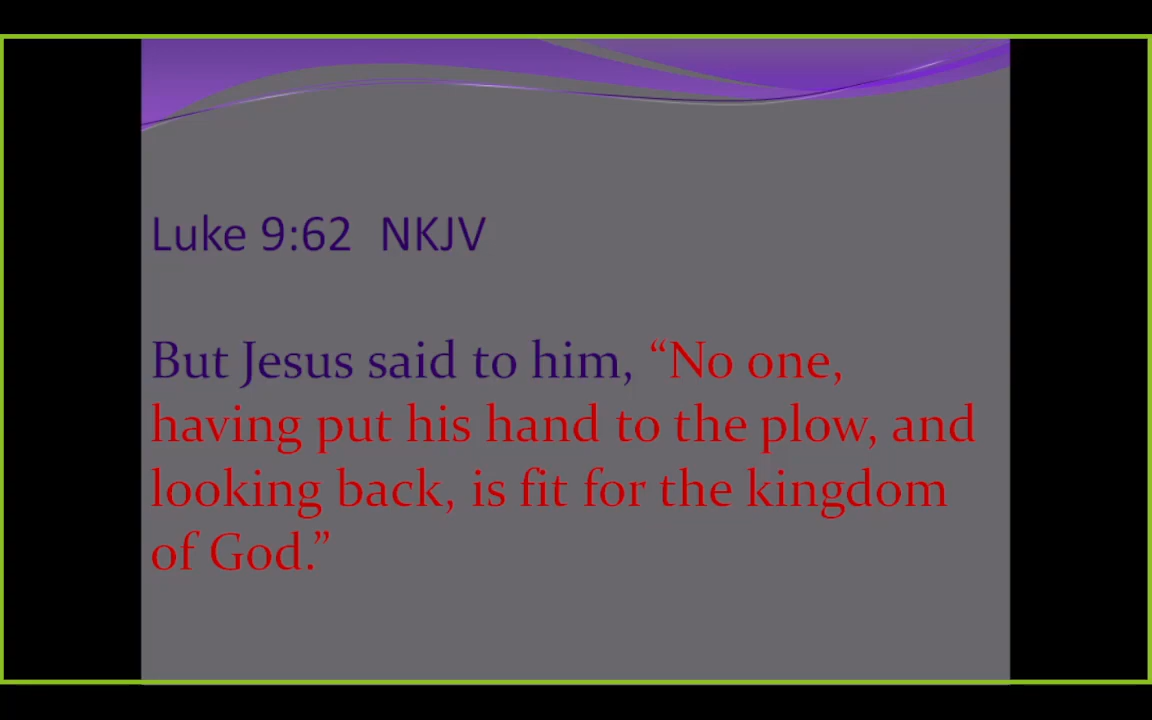 Luke 9:62 NKJV
But Jesus said to him, “No one,
having put his hand to the plow, and
looking back, is fit for the kingdom
of God.”